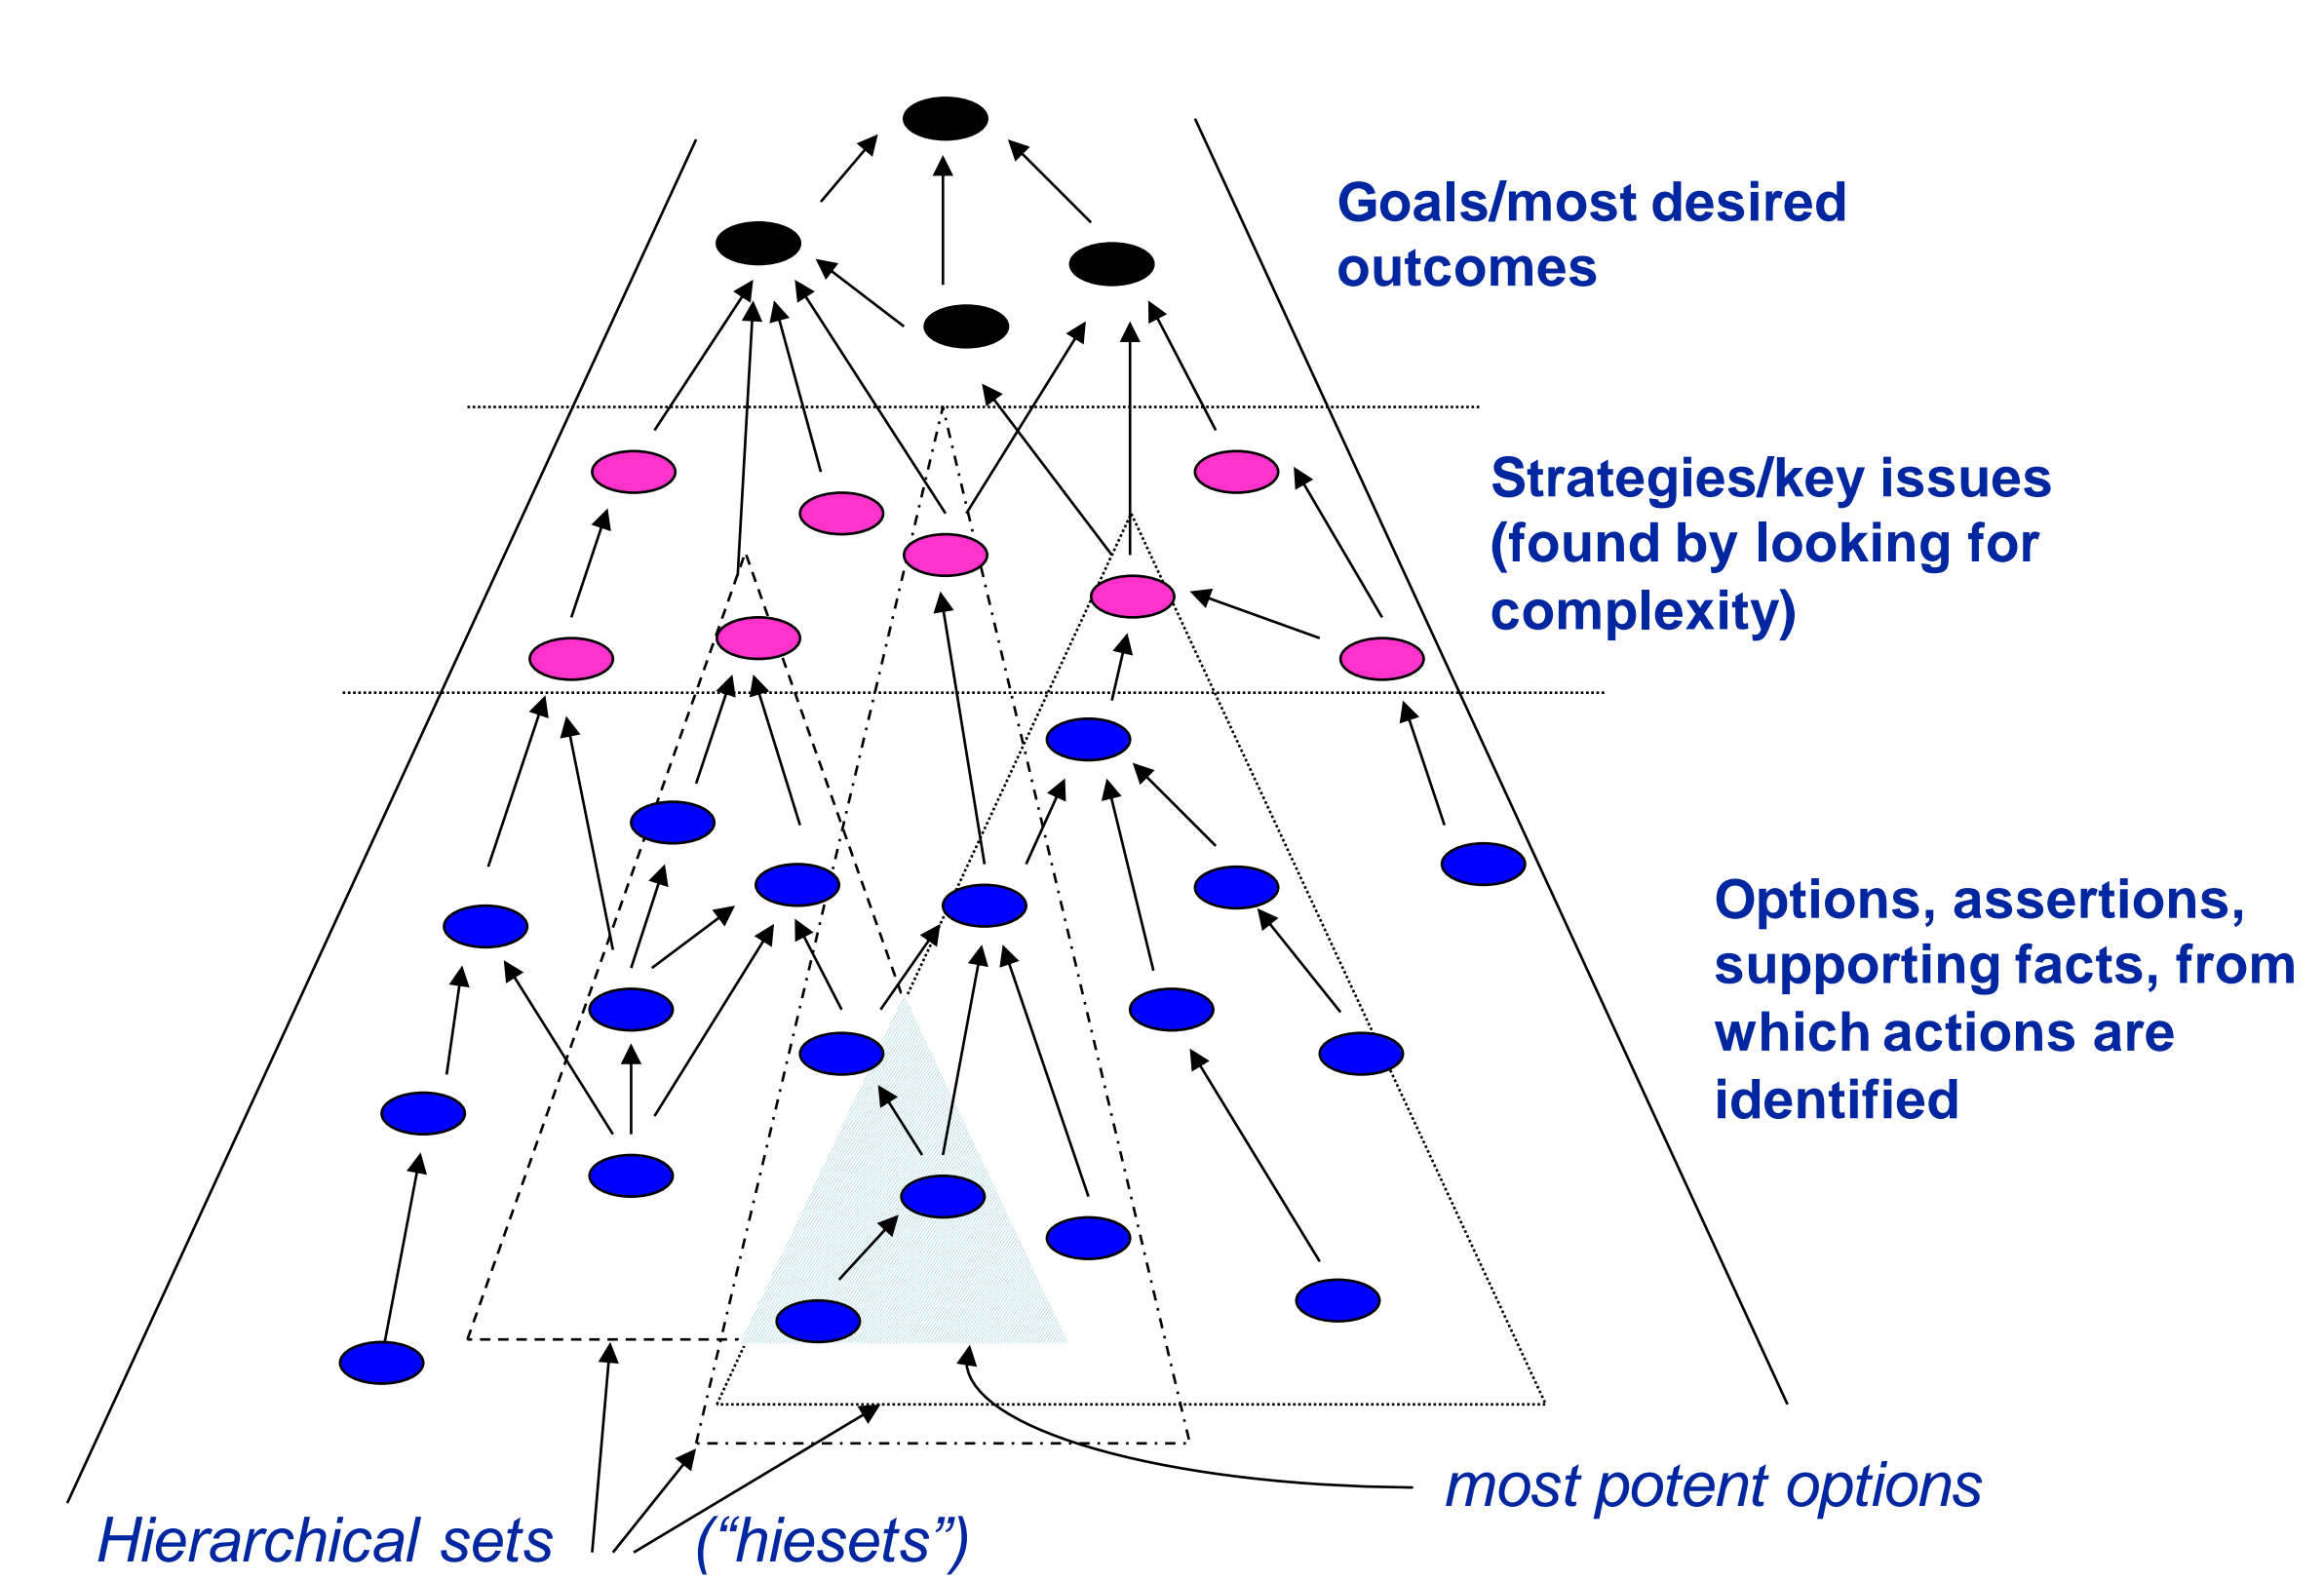 Goals/most desired
outcomes
Strategies/key issues
(found by looking for
complexity)
Options, assertions,
supporting facts, from
which actions are
identified
most potent options
Hierarchical sets (““hiesets”)